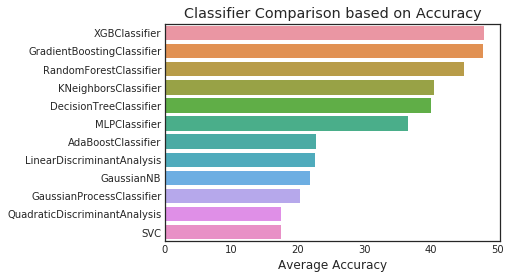 Classifier Comparison based on Accuracy
XGBClassifier
GradientBoostingClassifier
RandomForestClassifier
KNeighborsClassifier
DecisionTreeClassifier
MLPClassifier
AdaBoostClassifier
LinearDiscriminantAnalysis
GaussianNB
GaussianProcessClassifier
QuadraticDiscriminantAnalysis
SVC
0 10 20 30 40 50
Average Accuracy